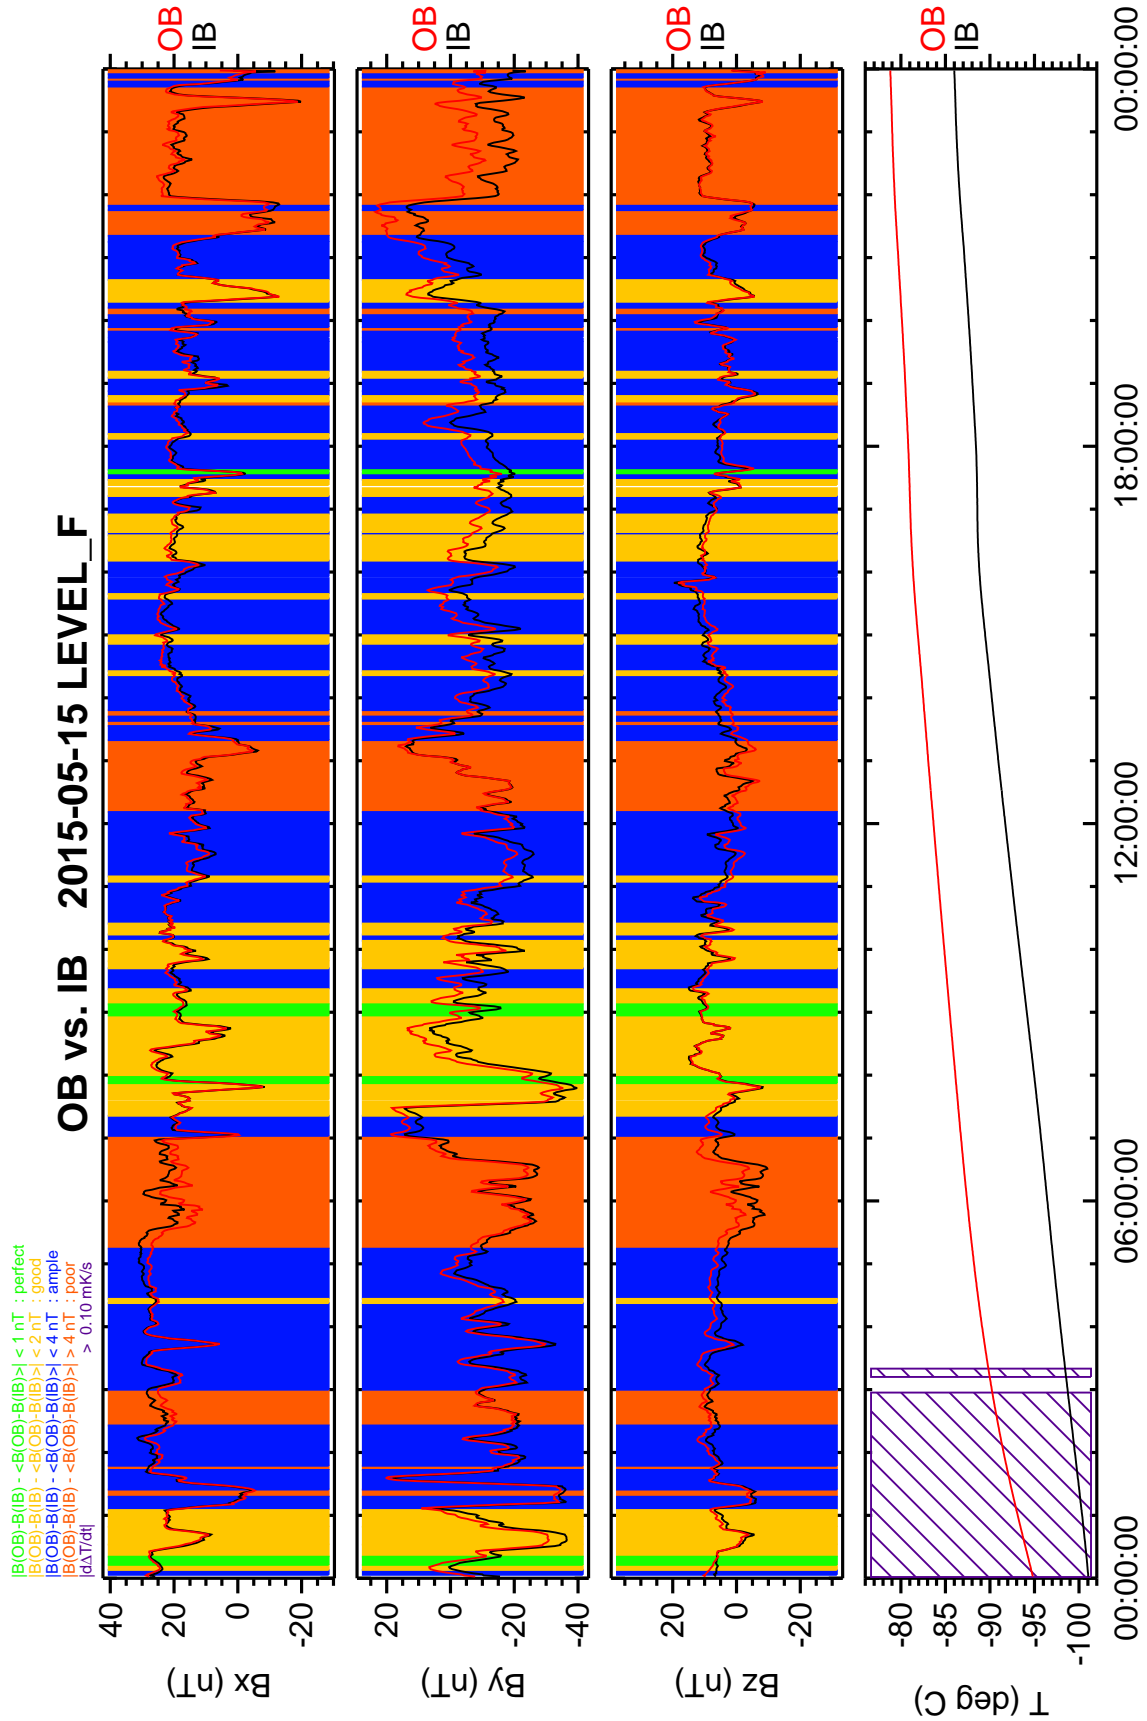 OB vs. IB 2015-05-15 LEVEL_F
|B(OB)-B(IB) - <B(OB)-B(IB)>| < 1 nT : perfect
|B(OB)-B(IB) - <B(OB)-B(IB)>| < 2 nT : good
|B(OB)-B(IB) - <B(OB)-B(IB)>| < 4 nT : ample
|B(OB)-B(IB) - <B(OB)-B(IB)>| > 4 nT : poor
|dΔT/dt| > 0.10 mK/s
Bx (nT)
40
20
0
-20
OB
IB
By (nT)
20
0
-20
-40
OB
IB
Bz (nT)
20
0
-20
OB
IB
T (deg C)
-80
-85
-90
-95
-100
OB
IB
00:00:00
06:00:00
12:00:00
18:00:00
00:00:00